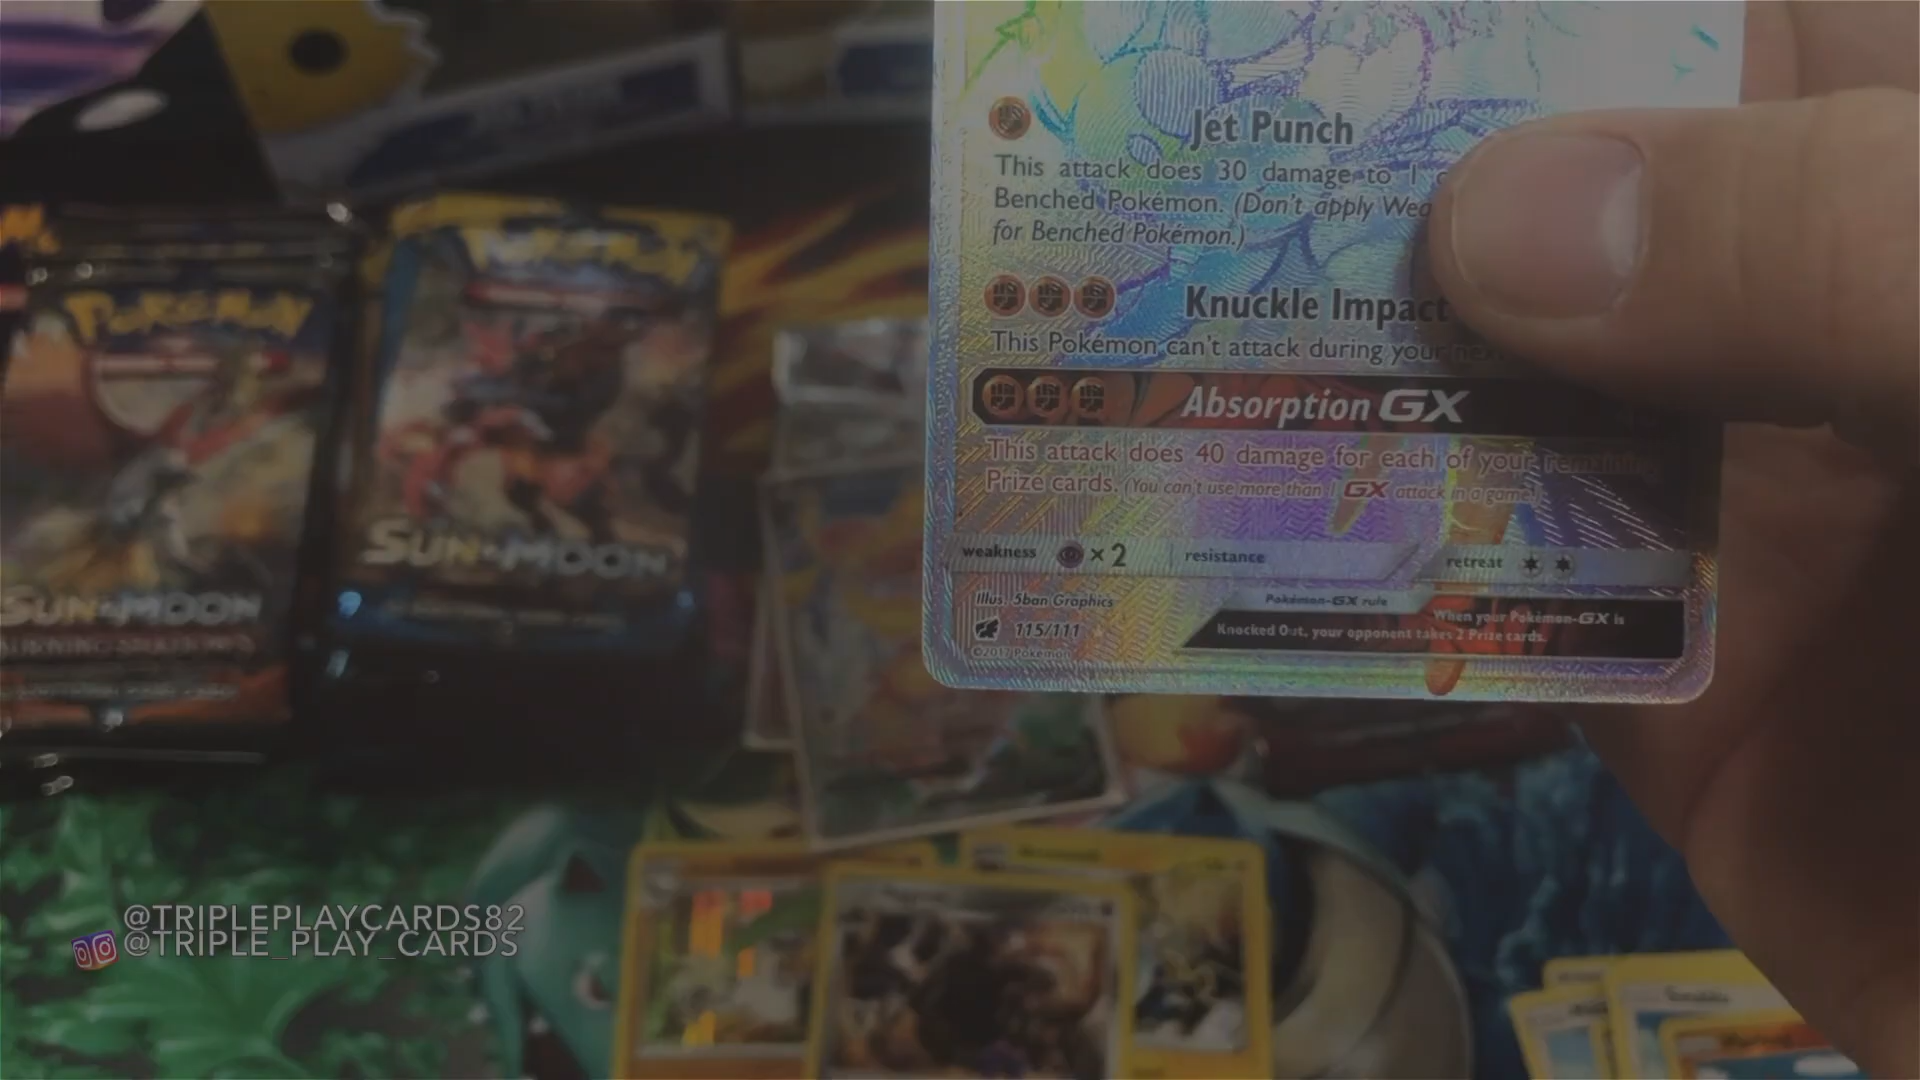 Jet Punch
This attack does 30 damage to 1
Benched Pokémon. (Don't apply
for Benched Pokémon.)
Knuckle Impact
This Pokémon can't attack during your next
Absorption GX
This attack does 40 damage for each of your remaining
Prize cards. (You can't use more than 1 GX attack in a game.)
weakness ×2 resistance retreat
Illus. 5ban Graphics
115/111
©2017 Pokémon
Pokémon-GX rule
When your Pokémon-GX is
Knocked Out, your opponent takes 2 Prize cards.
POKéMON
SUN & MOON
POKéMON
SUN & MOON
@TRIPLEPLAYCARDS82
@TRIPLE_PLAY_CARDS